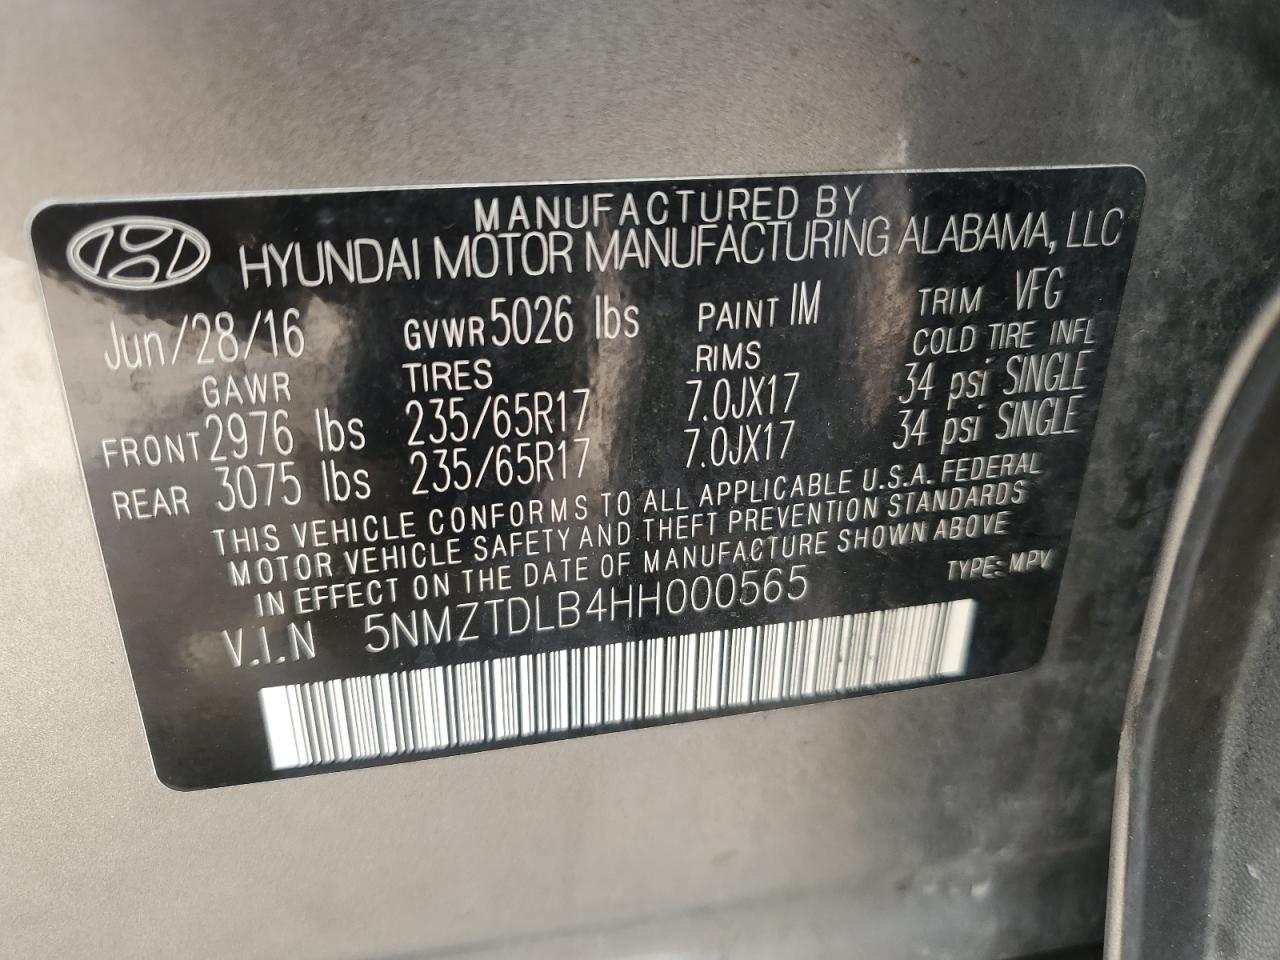 MANUFACTURED BY
HYUNDAI MOTOR MANUFACTURING ALABAMA, LLC
Jun/28/16 GVWR 5026 lbs PAINT IM TRIM VFG
GAWR TIRES RIMS COLD TIRE INFL
FRONT 2976 lbs 235/65R17 7.0JX17 34 psi SINGLE
REAR 3075 lbs 235/65R17 7.0JX17 34 psi SINGLE
THIS VEHICLE CONFORMS TO ALL APPLICABLE U.S.A. FEDERAL
MOTOR VEHICLE SAFETY AND THEFT PREVENTION STANDARDS
IN EFFECT ON THE DATE OF MANUFACTURE SHOWN ABOVE
V.I.N 5NMZTDLB4HH000565 TYPE: MPV